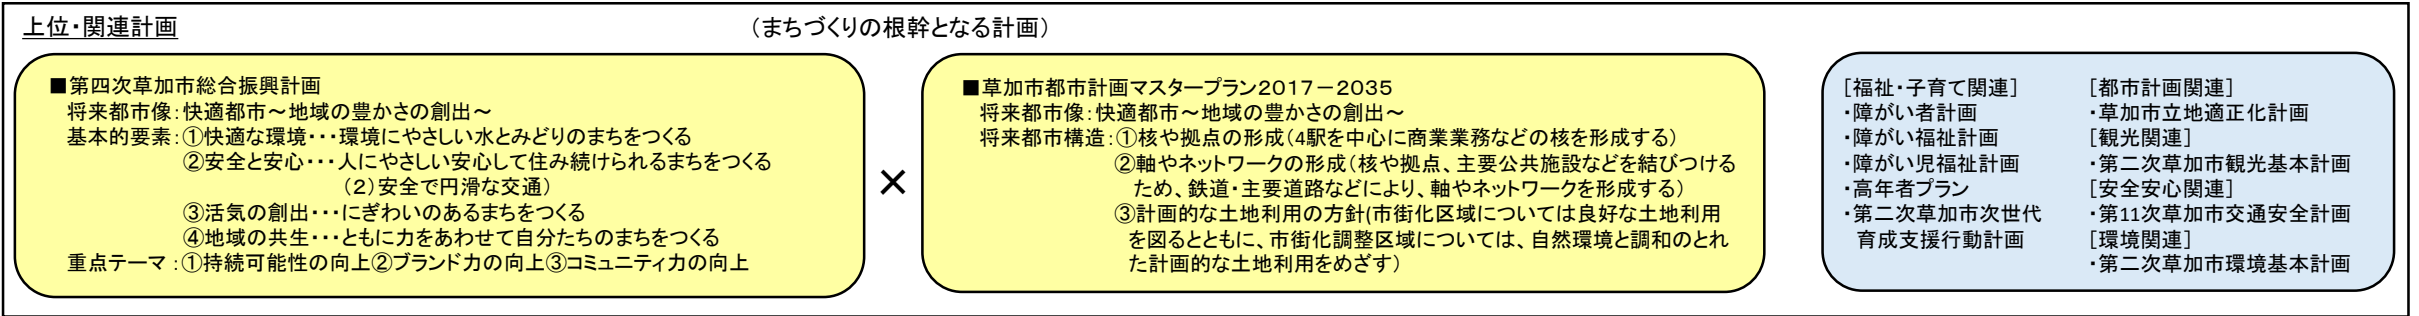 上位・関連計画
(まちづくりの根幹となる計画)
■第四次草加市総合振興計画
将来都市像:快適都市～地域の豊かさの創出～
基本的要素:①快適な環境・・・環境にやさしい水とみどりのまちをつくる
②安全と安心・・・人にやさしい安心して住み続けられるまちをつくる
(2)安全で円滑な交通)
③活気の創出・・・にぎわいのあるまちをつくる
④地域の共生・・・ともに力をあわせて自分たちのまちをつくる
重点テーマ:①持続可能性の向上②ブランド力の向上③コミュニティ力の向上
×
■草加市都市計画マスタープラン2017－2035
将来都市像:快適都市～地域の豊かさの創出～
将来都市構造:①核や拠点の形成(4駅を中心に商業業務などの核を形成する)
②軸やネットワークの形成(核や拠点、主要公共施設などを結びつける
ため、鉄道・主要道路などにより、軸やネットワークを形成する)
③計画的な土地利用の方針(市街化区域については良好な土地利用
を図るとともに、市街化調整区域については、自然環境と調和のとれ
た計画的な土地利用をめざす)
[福祉・子育て関連]
・障がい者計画
・障がい福祉計画
・障がい児福祉計画
・高年者プラン
・第二次草加市次世代
育成支援行動計画
[都市計画関連]
・草加市立地適正化計画
[観光関連]
・第二次草加市観光基本計画
[安全安心関連]
・第11次草加市交通安全計画
[環境関連]
・第二次草加市環境基本計画